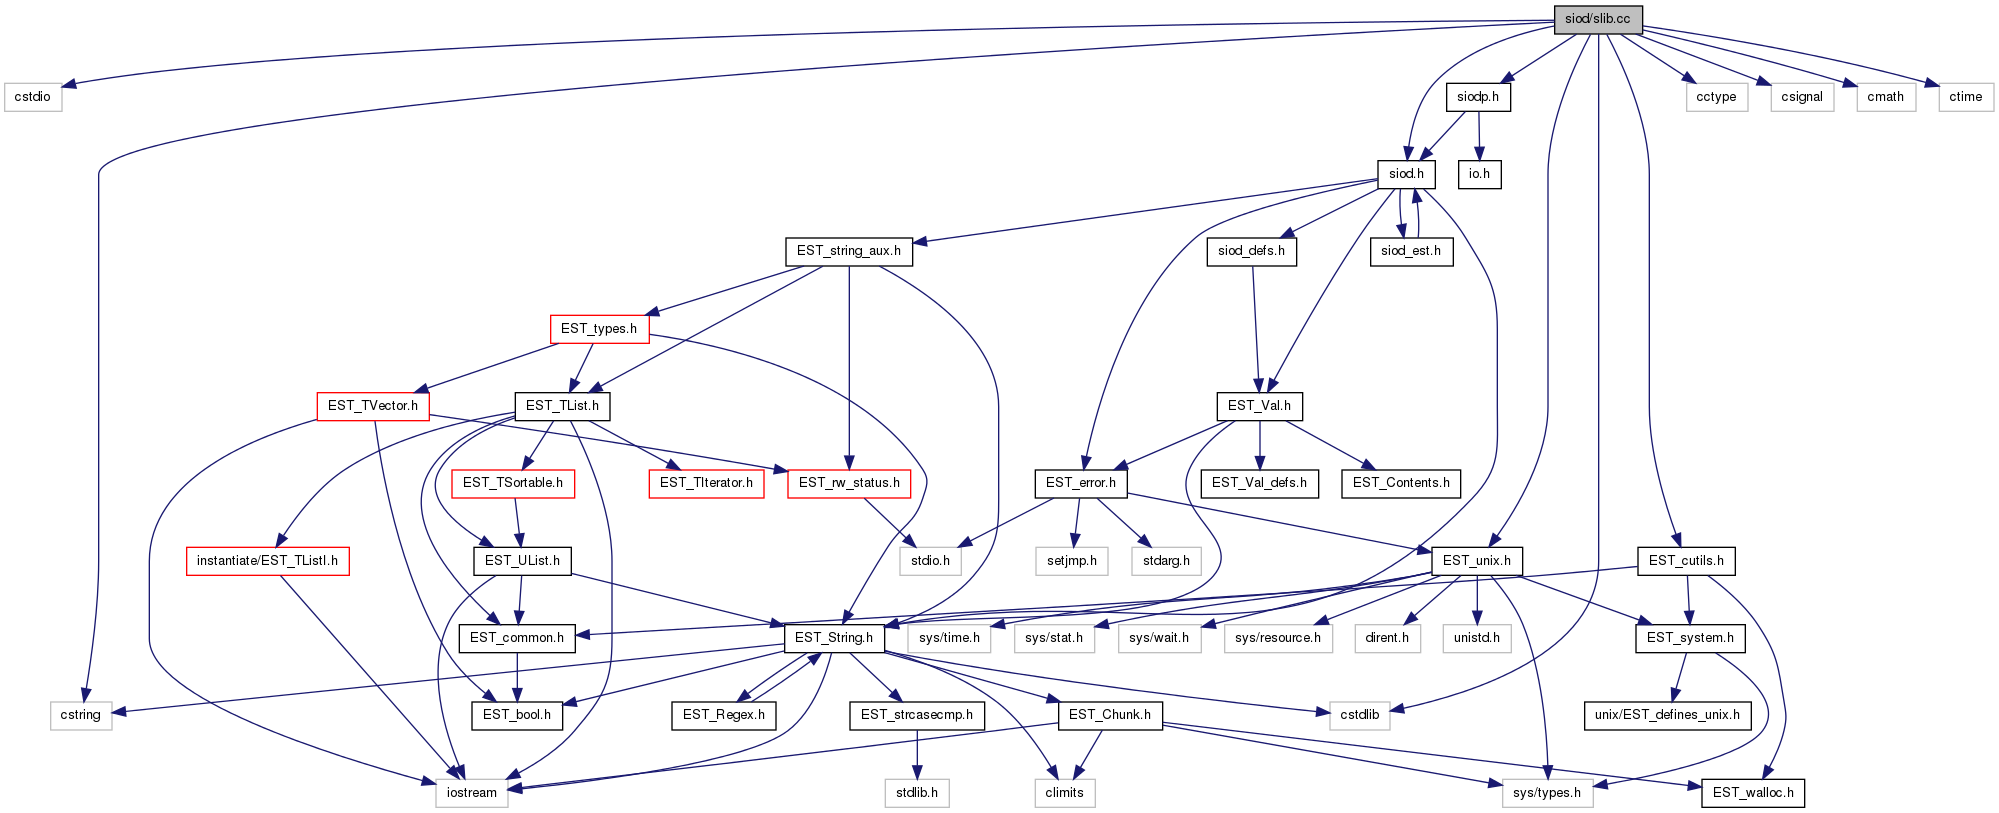 siod/slib.cc
cstdio
siodp.h
cctype
csignal
cmath
ctime
siod.h
io.h
EST_string_aux.h
siod_defs.h
siod_est.h
EST_types.h
EST_TVector.h
EST_TList.h
EST_Val.h
EST_TSortable.h
EST_TIterator.h
EST_rw_status.h
EST_error.h
EST_Val_defs.h
EST_Contents.h
instantiate/EST_TListI.h
EST_UList.h
stdio.h
setjmp.h
stdarg.h
EST_unix.h
EST_cutils.h
EST_common.h
EST_String.h
sys/time.h
sys/stat.h
sys/wait.h
sys/resource.h
dirent.h
unistd.h
EST_system.h
cstring
EST_bool.h
EST_Regex.h
EST_strcasecmp.h
EST_Chunk.h
cstdlib
unix/EST_defines_unix.h
iostream
stdlib.h
climits
sys/types.h
EST_walloc.h